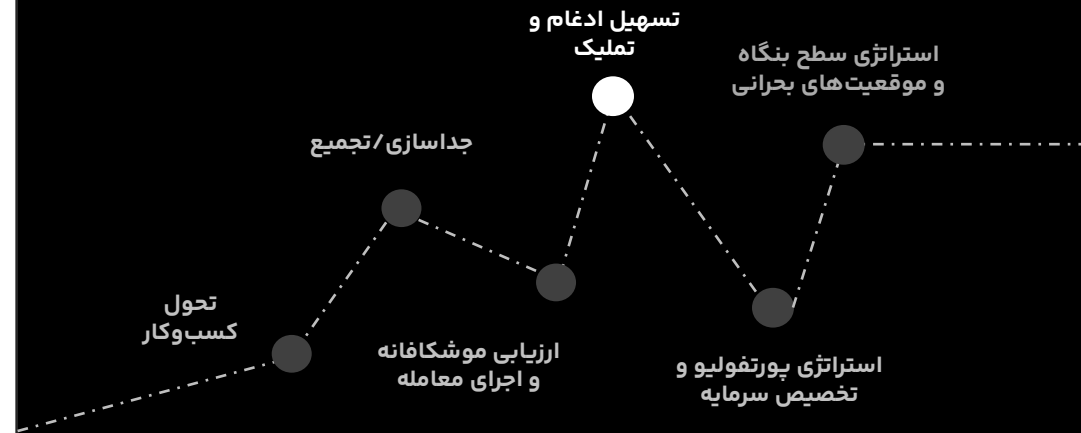 تسهیل ادغام و
تملیک
استراتژی سطح بنگاه
و موقعیت‌های بحرانی
جداسازی/تجمیع
تحول
کسب‌وکار
ارزیابی موشکافانه
و اجرای معامله
استراتژی پورتفولیو و
تخصیص سرمایه